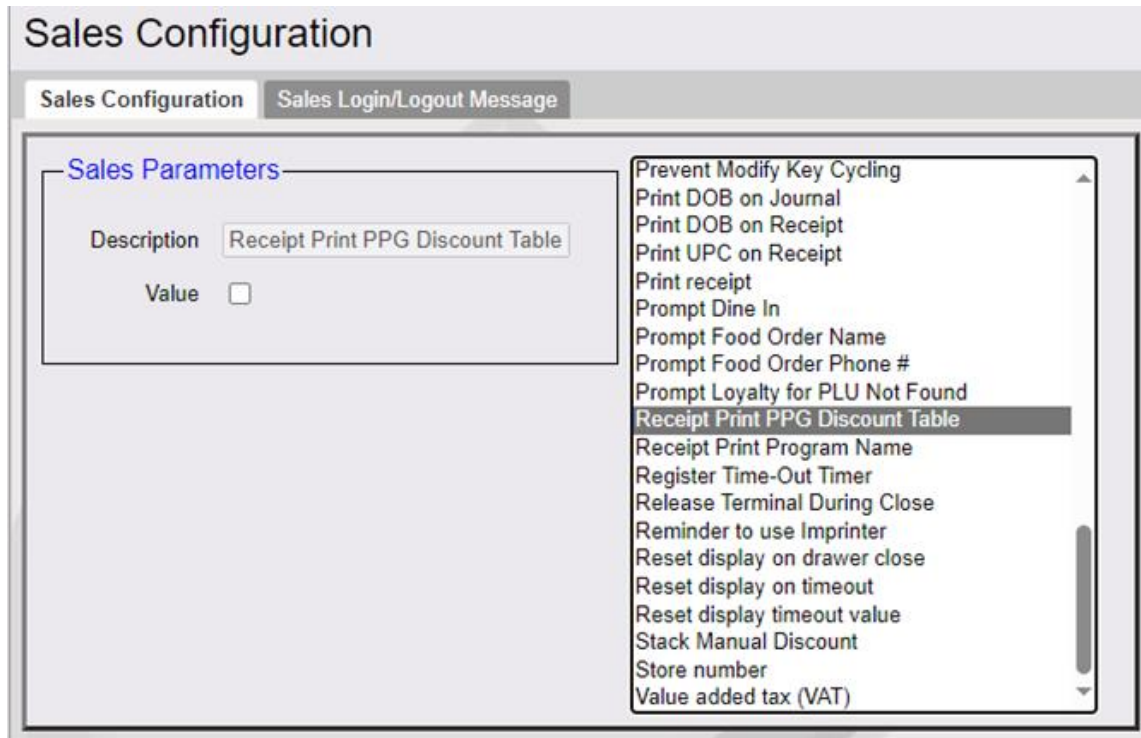 Sales Configuration
Sales Configuration
Sales Login/Logout Message
Sales Parameters
Description
Receipt Print PPG Discount Table
Value
Prevent Modify Key Cycling
Print DOB on Journal
Print DOB on Receipt
Print UPC on Receipt
Print receipt
Prompt Dine In
Prompt Food Order Name
Prompt Food Order Phone #
Prompt Loyalty for PLU Not Found
Receipt Print PPG Discount Table
Receipt Print Program Name
Register Time-Out Timer
Release Terminal During Close
Reminder to use Imprinter
Reset display on drawer close
Reset display on timeout
Reset display timeout value
Stack Manual Discount
Store number
Value added tax (VAT)